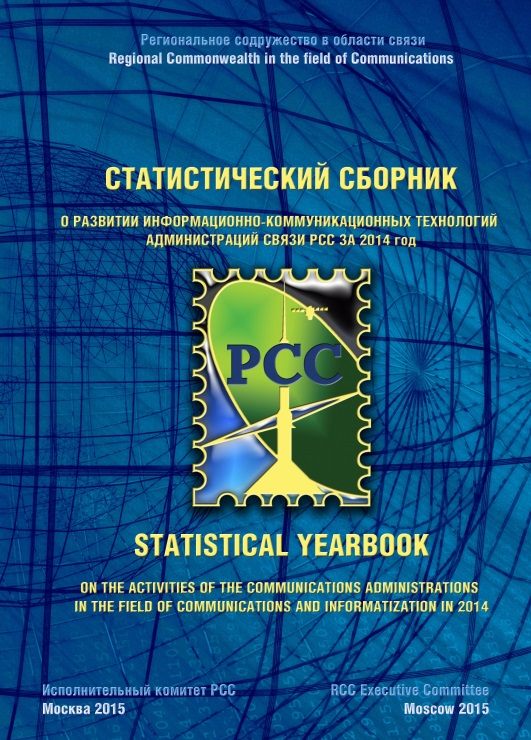 Региональное содружество в области связи
Regional Commonwealth in the field of Communications
СТАТИСТИЧЕСКИЙ СБОРНИК
О РАЗВИТИИ ИНФОРМАЦИОННО-КОММУНИКАЦИОННЫХ ТЕХНОЛОГИЙ
АДМИНИСТРАЦИЙ СВЯЗИ РСС ЗА 2014 год
РСС
STATISTICAL YEARBOOK
ON THE ACTIVITIES OF THE COMMUNICATIONS ADMINISTRATIONS
IN THE FIELD OF COMMUNICATIONS AND INFORMATIZATION IN 2014
Исполнительный комитет РСС
RCC Executive Committee
Москва 2015
Moscow 2015